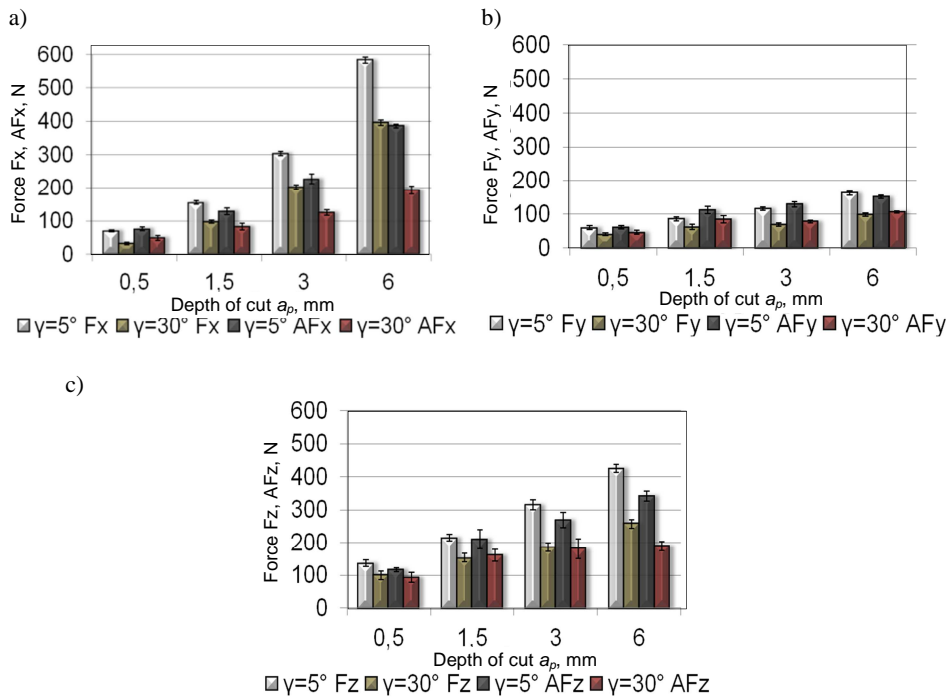 a)
Force Fx, AFx, N
600
500
400
300
200
100
0
0,5 1,5 3 6
Depth of cut ap, mm
γ=5° Fx γ=30° Fx γ=5° AFx γ=30° AFx
b)
Force Fy, AFy, N
600
500
400
300
200
100
0
0,5 1,5 3 6
Depth of cut ap, mm
γ=5° Fy γ=30° Fy γ=5° AFy γ=30° AFy
c)
Force Fz, AFz, N
600
500
400
300
200
100
0
0,5 1,5 3 6
Depth of cut ap, mm
γ=5° Fz γ=30° Fz γ=5° AFz γ=30° AFz